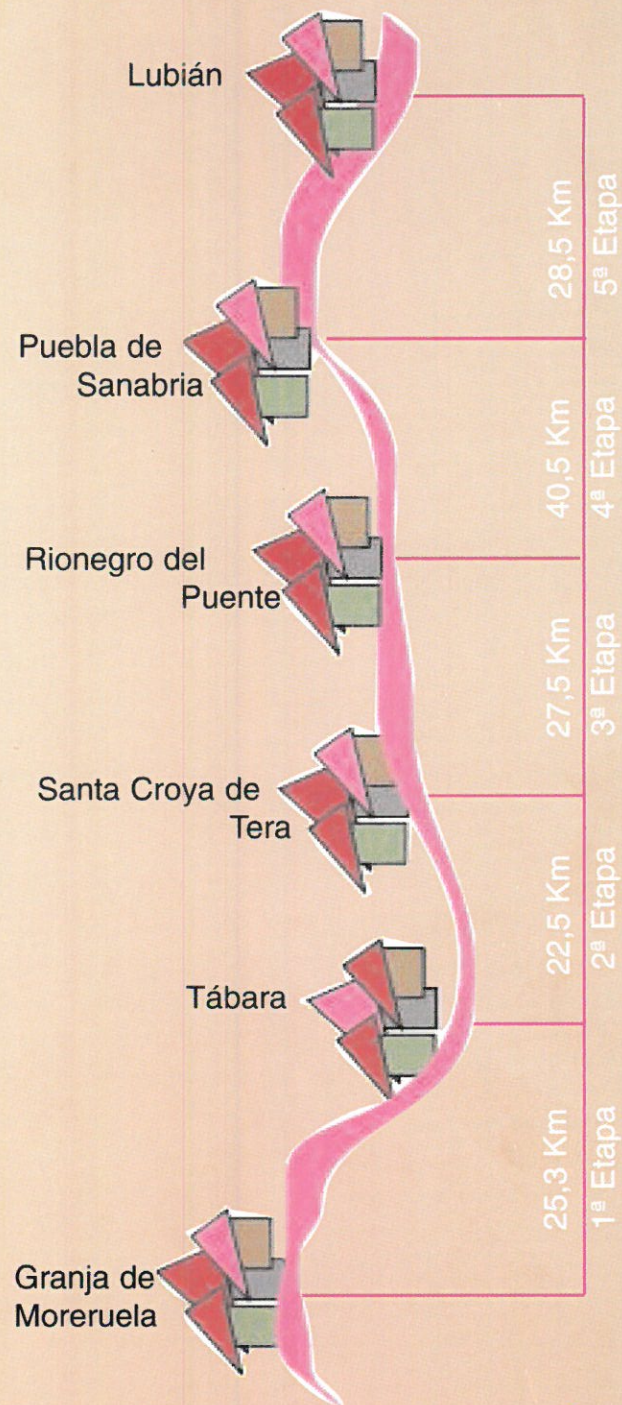 Lubián
28,5 Km
5ª Etapa
Puebla de
Sanabria
40,5 Km
4ª Etapa
Rionegro del
Puente
27,5 Km
3ª Etapa
Santa Croya de
Tera
22,5 Km
2ª Etapa
Tábara
25,3 Km
1ª Etapa
Granja de
Moreruela